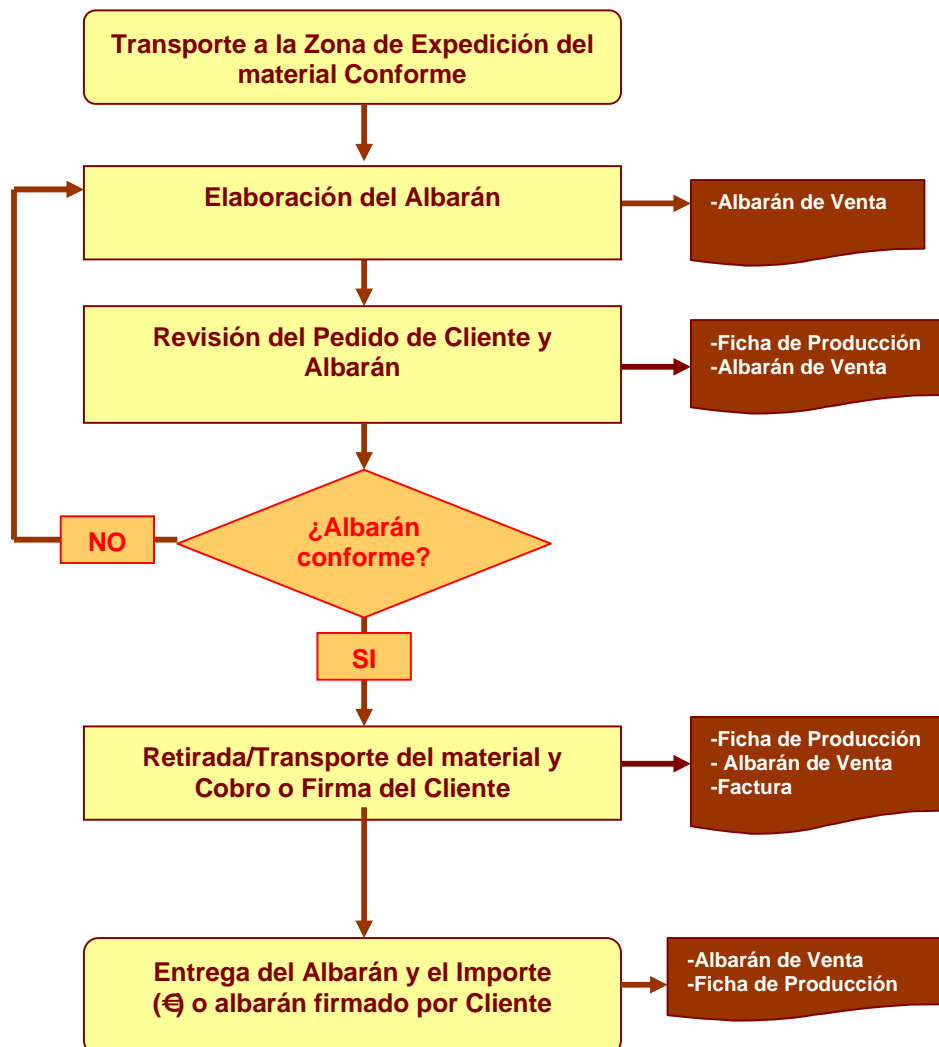 Transporte a la Zona de Expedición del
material Conforme
Elaboración del Albarán
-Albarán de Venta
Revisión del Pedido de Cliente y
Albarán
-Ficha de Producción
-Albarán de Venta
¿Albarán
conforme?
NO
SI
Retirada/Transporte del material y
Cobro o Firma del Cliente
-Ficha de Producción
- Albarán de Venta
-Factura
Entrega del Albarán y el Importe
(€) o albarán firmado por Cliente
-Albarán de Venta
-Ficha de Producción